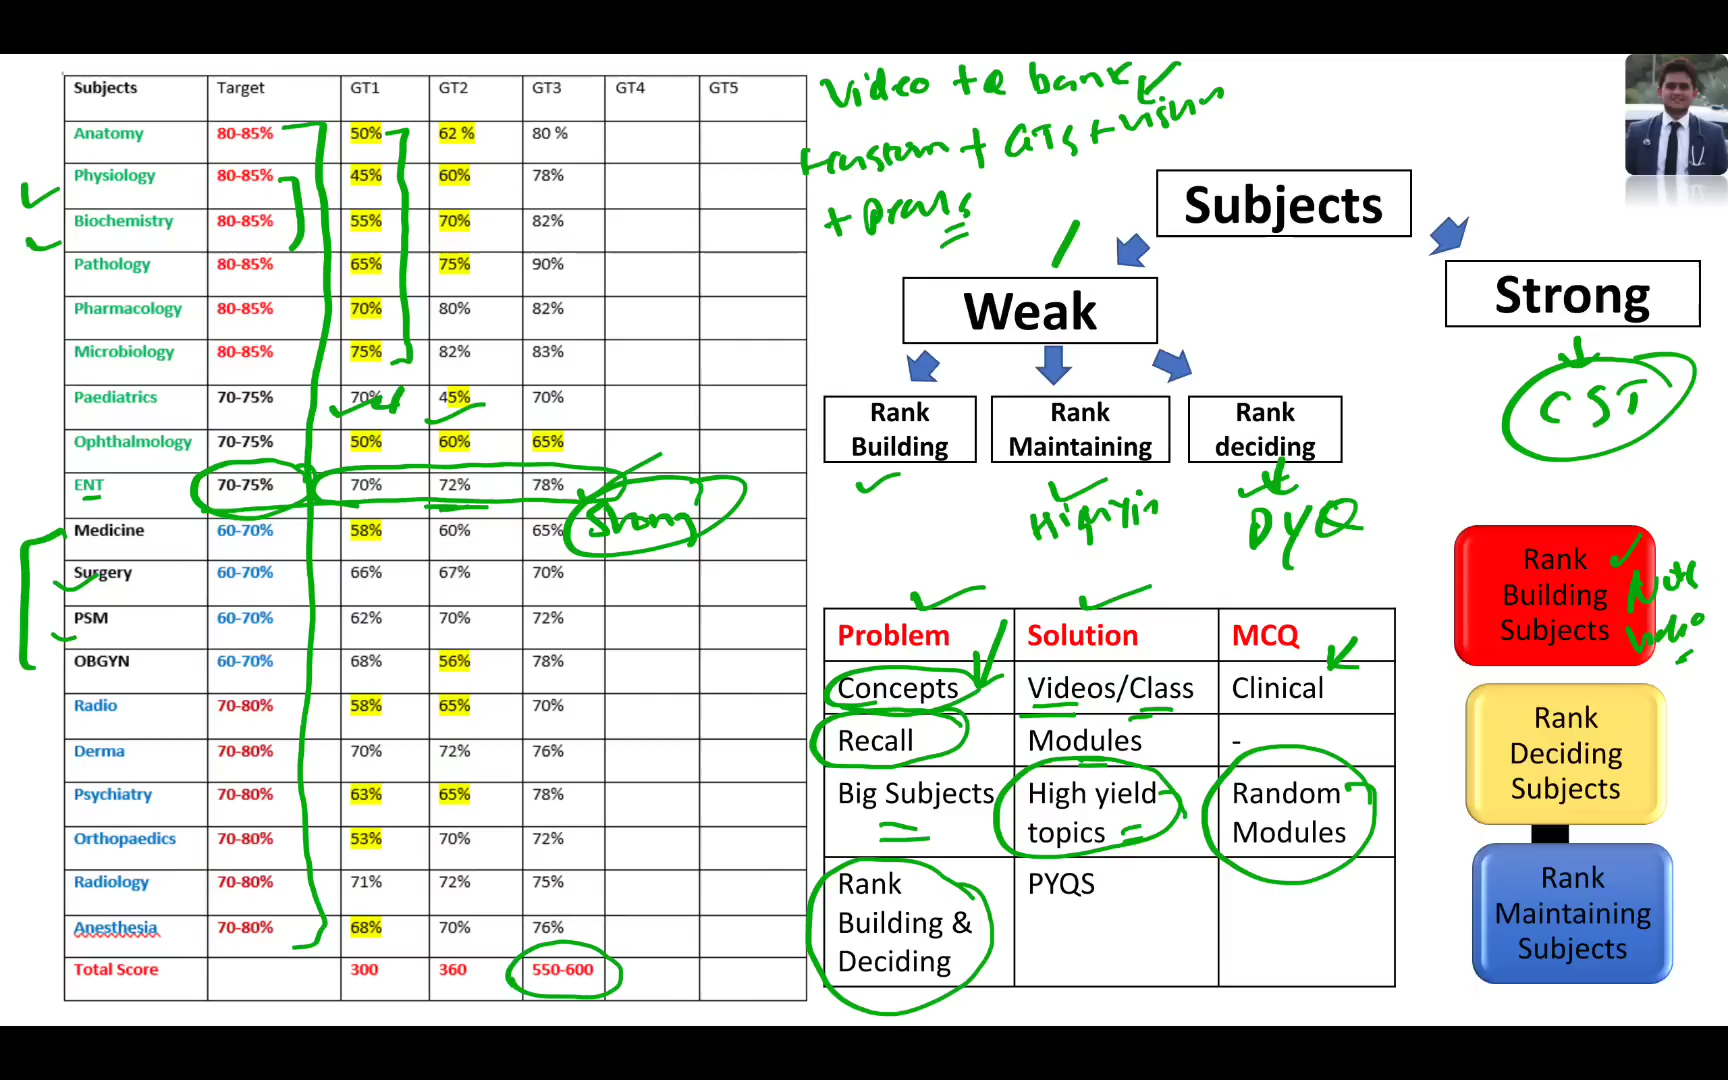 Subjects Target GT1 GT2 GT3 GT4 GT5
Anatomy 80-85% 50% 62 % 80 %
Physiology 80-85% 45% 60% 78%
Biochemistry 80-85% 55% 70% 82%
Pathology 80-85% 65% 75% 90%
Pharmacology 80-85% 70% 80% 82%
Microbiology 80-85% 75% 82% 83%
Paediatrics 70-75% 70% 45% 70%
Ophthalmology 70-75% 50% 60% 65%
ENT 70-75% 70% 72% 78%
Strong
Medicine 60-70% 58% 60% 65%
Surgery 60-70% 66% 67% 70%
PSM 60-70% 62% 70% 72%
OBGYN 60-70% 68% 56% 78%
Radio 70-80% 58% 65% 70%
Derma 70-80% 70% 72% 76%
Psychiatry 70-80% 63% 65% 78%
Orthopaedics 70-80% 53% 70% 72%
Radiology 70-80% 71% 72% 75%
Anesthesia 70-80% 68% 70% 76%
Total Score 300 360 550-600
Video + Q bank
+ GTs +
+
Subjects
Weak
Strong
CST
Rank
Building
Rank
Maintaining
Rank
deciding
PYQ
Problem Solution MCQ
Concepts Videos/Class Clinical
Recall Modules -
Big Subjects High yield Random
topics Modules
Rank PYQS
Building &
Deciding
Rank
Building
Subjects
Rank
Deciding
Subjects
Rank
Maintaining
Subjects